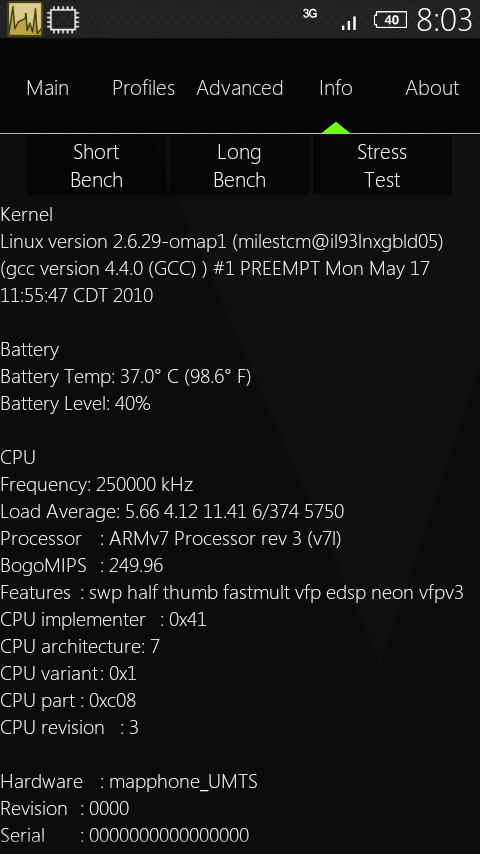 3G 40 8:03
Main Profiles Advanced Info About
Short Bench Long Bench Stress Test
Kernel
Linux version 2.6.29-omap1 (milestcm@il93lnxgbld05)
(gcc version 4.4.0 (GCC) ) #1 PREEMPT Mon May 17
11:55:47 CDT 2010
Battery
Battery Temp: 37.0° C (98.6° F)
Battery Level: 40%
CPU
Frequency: 250000 kHz
Load Average: 5.66 4.12 11.41 6/374 5750
Processor : ARMv7 Processor rev 3 (v7l)
BogoMIPS : 249.96
Features : swp half thumb fastmult vfp edsp neon vfpv3
CPU implementer : 0x41
CPU architecture: 7
CPU variant : 0x1
CPU part : 0xc08
CPU revision : 3
Hardware : mapphone_UMTS
Revision : 0000
Serial : 0000000000000000